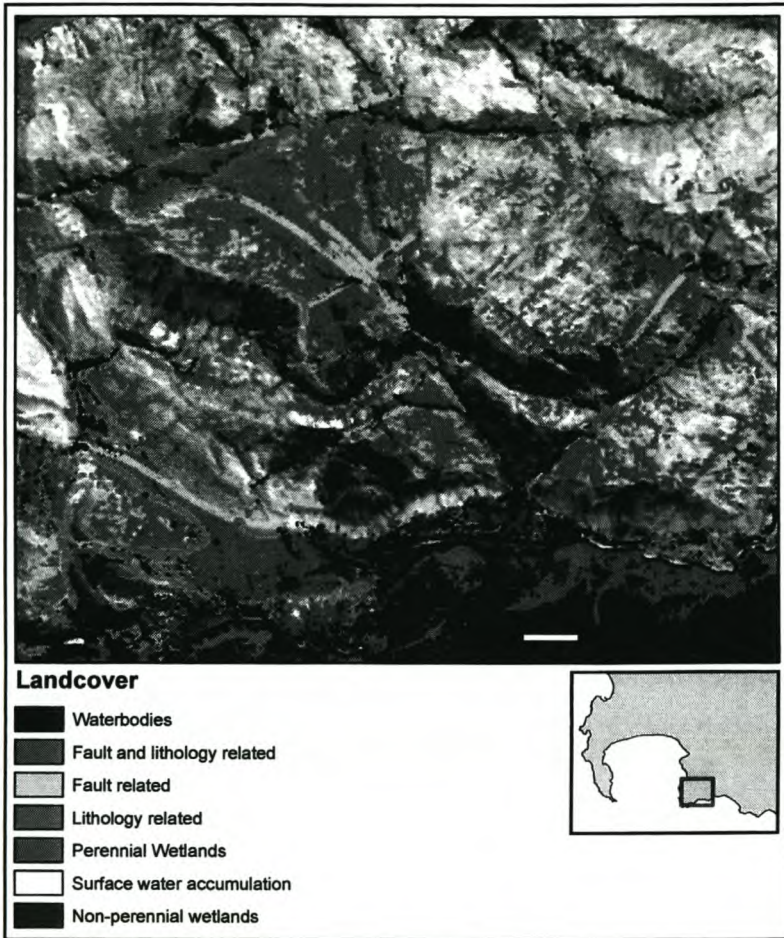 Landcover
Waterbodies
Fault and lithology related
Fault related
Lithology related
Perennial Wetlands
Surface water accumulation
Non-perennial wetlands